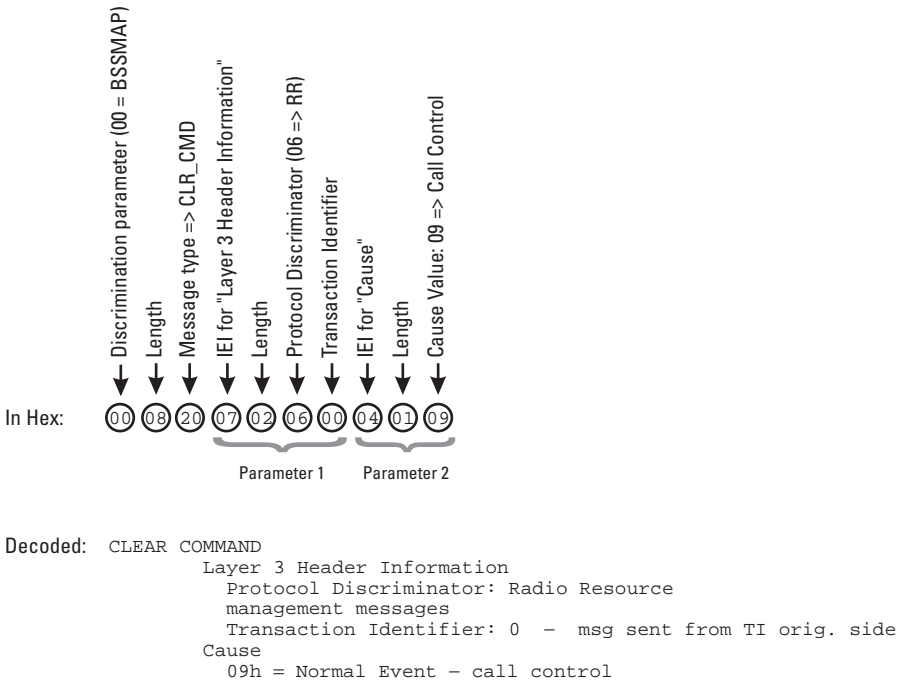 Discrimination parameter (00 = BSSMAP)
Length
Message type => CLR_CMD
IEI for "Layer 3 Header Information"
Length
Protocol Discriminator (06 => RR)
Transaction Identifier
IEI for "Cause"
Length
Cause Value: 09 => Call Control
In Hex: 00 08 20 07 02 06 00 04 01 09
Parameter 1 Parameter 2
Decoded: CLEAR COMMAND
Layer 3 Header Information
Protocol Discriminator: Radio Resource
management messages
Transaction Identifier: 0 – msg sent from TI orig. side
Cause
09h = Normal Event – call control